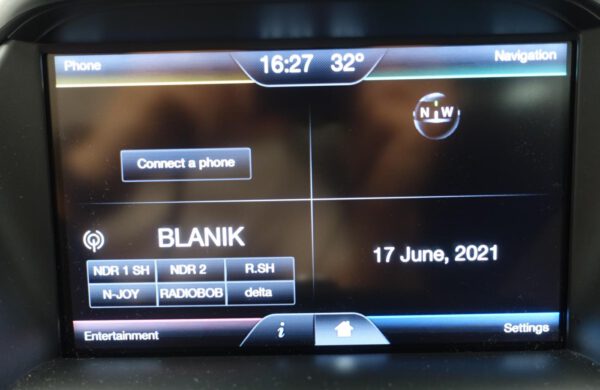 Phone
16:27 32°
Navigation
N W
Connect a phone
BLANIK
NDR 1 SH NDR 2 R.SH
N-JOY RADIOBOB delta
17 June, 2021
Entertainment
i
Settings